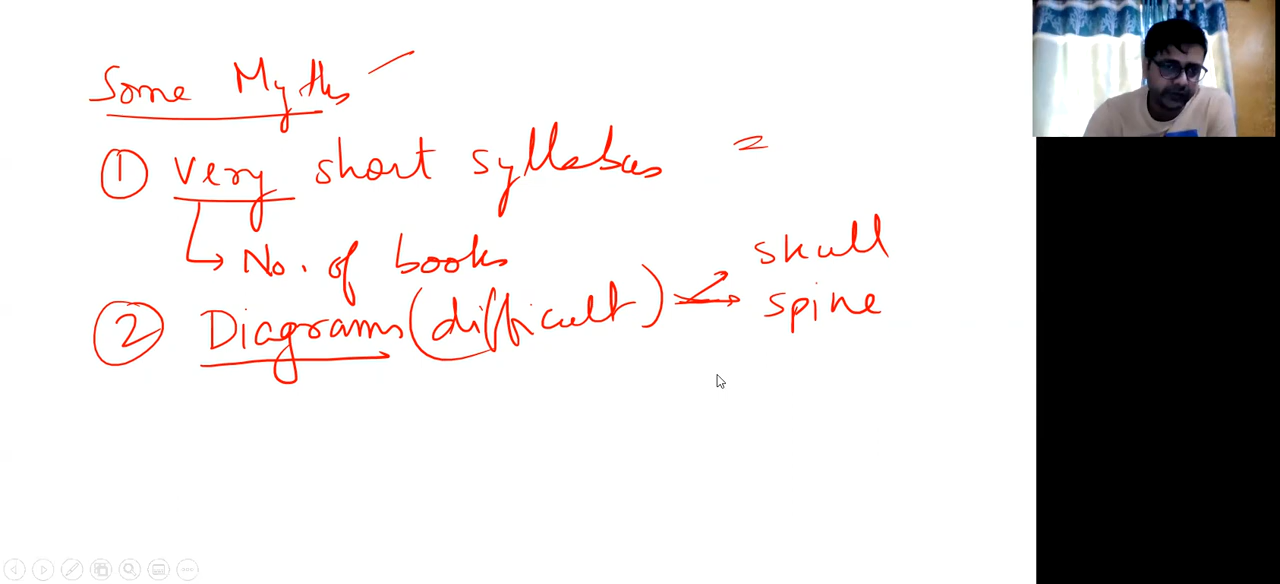 Some Myths
① Very short syllabus =
↳ No. of books
② Diagrams (difficult) skull
spine